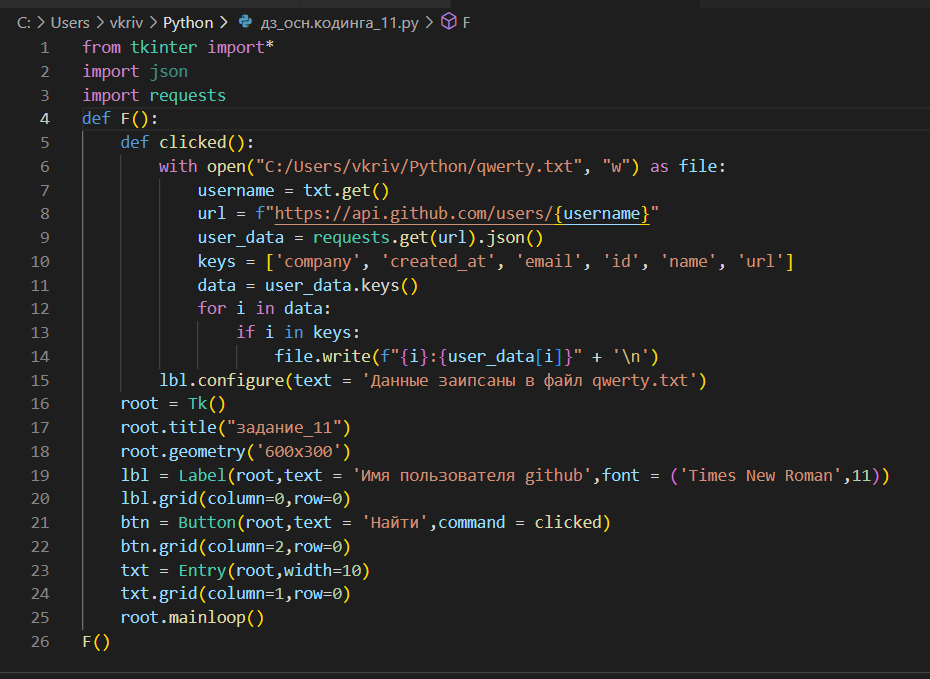 C: > Users > vkriv > Python > дз_осн.кодинга_11.py > F
1 from tkinter import*
2 import json
3 import requests
4 def F():
5     def clicked():
6         with open("C:/Users/vkriv/Python/qwerty.txt", "w") as file:
7             username = txt.get()
8             url = f"https://api.github.com/users/{username}"
9             user_data = requests.get(url).json()
10             keys = ['company', 'created_at', 'email', 'id', 'name', 'url']
11             data = user_data.keys()
12             for i in data:
13                 if i in keys:
14                     file.write(f"{i}:{user_data[i]}" + '\n')
15         lbl.configure(text = 'Данные заипсаны в файл qwerty.txt')
16     root = Tk()
17     root.title("задание_11")
18     root.geometry('600x300')
19     lbl = Label(root,text = 'Имя пользователя github',font = ('Times New Roman',11))
20     lbl.grid(column=0,row=0)
21     btn = Button(root,text = 'Найти',command = clicked)
22     btn.grid(column=2,row=0)
23     txt = Entry(root,width=10)
24     txt.grid(column=1,row=0)
25     root.mainloop()
26 F()